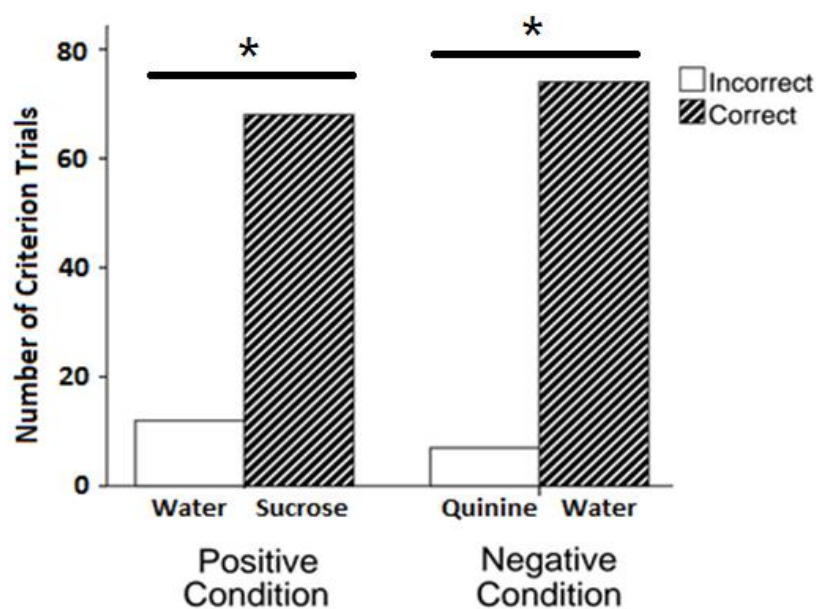 80
60
40
20
0
Number of Criterion Trials
*
*
Incorrect
Correct
Water Sucrose
Quinine Water
Positive
Condition
Negative
Condition